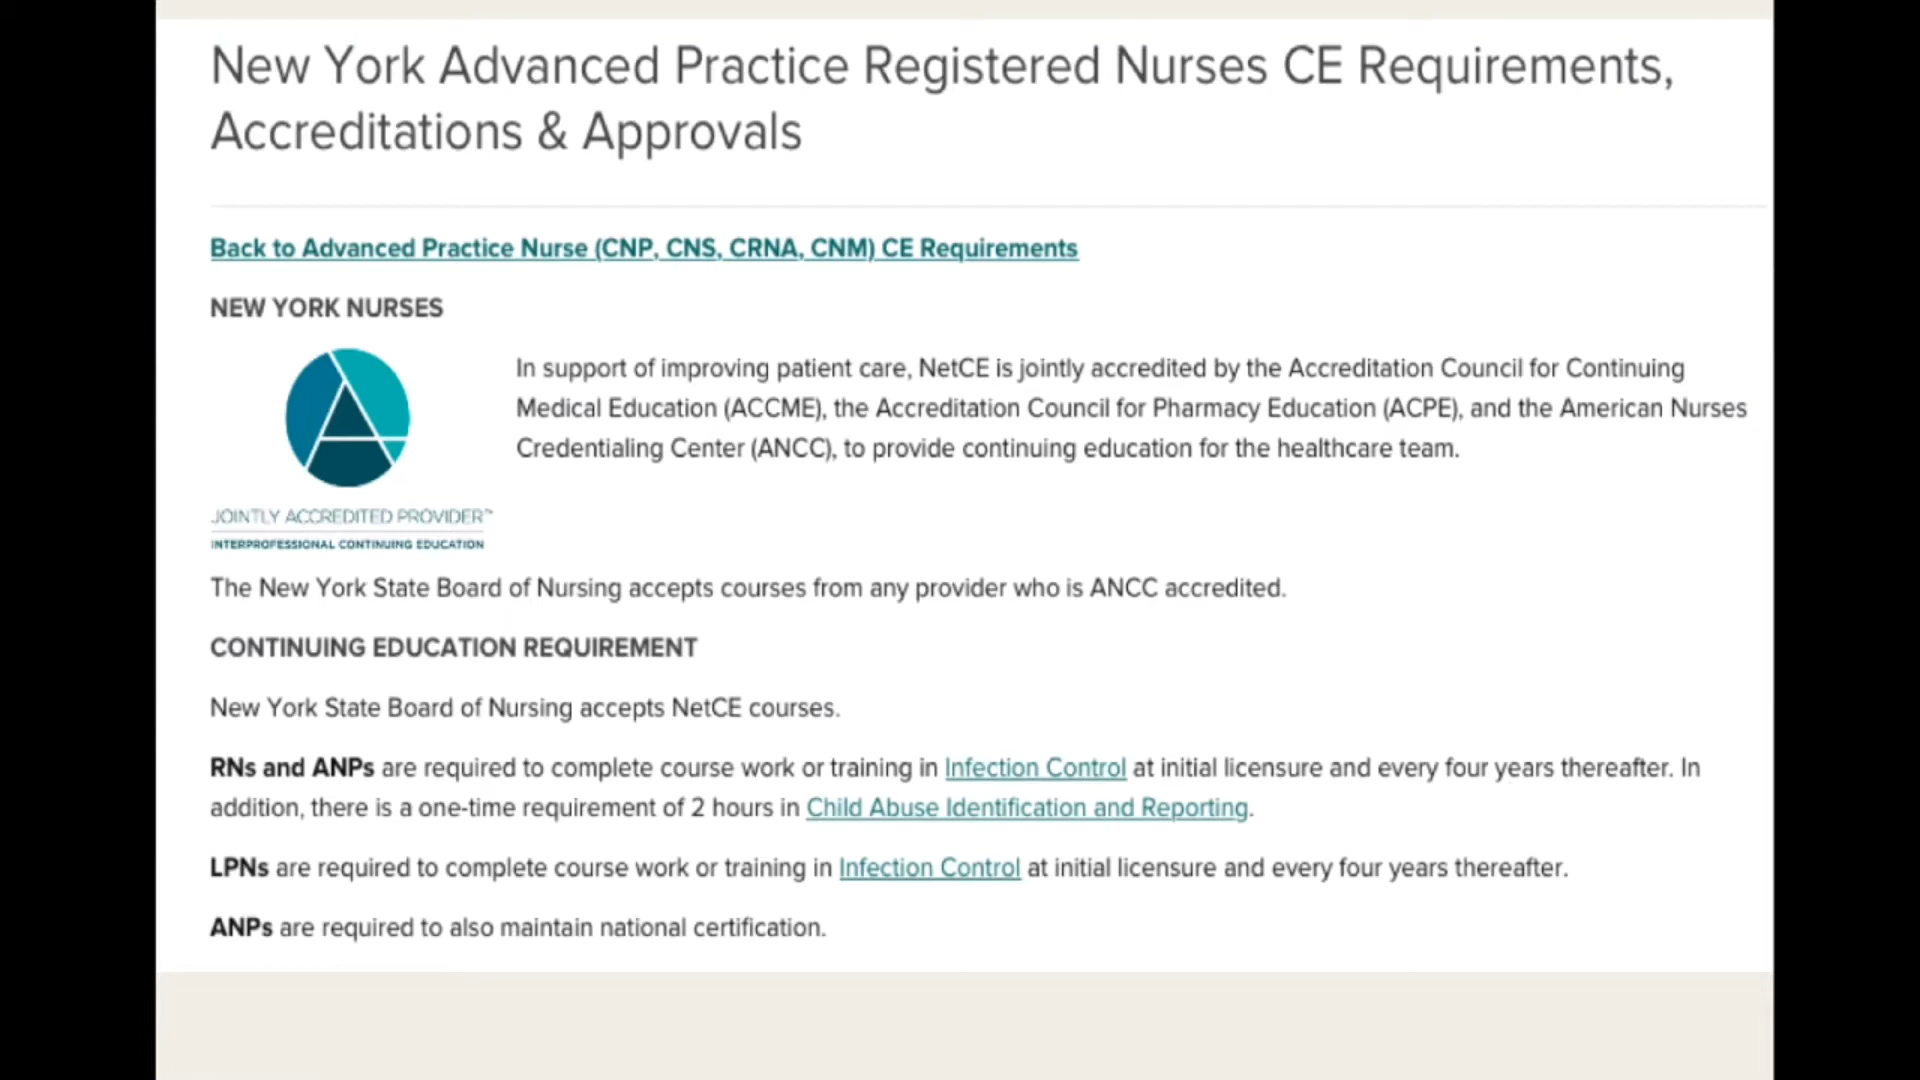 New York Advanced Practice Registered Nurses CE Requirements,
Accreditations & Approvals
Back to Advanced Practice Nurse (CNP, CNS, CRNA, CNM) CE Requirements
NEW YORK NURSES
In support of improving patient care, NetCE is jointly accredited by the Accreditation Council for Continuing
Medical Education (ACCME), the Accreditation Council for Pharmacy Education (ACPE), and the American Nurses
Credentialing Center (ANCC), to provide continuing education for the healthcare team.
JOINTLY ACCREDITED PROVIDER™
INTERPROFESSIONAL CONTINUING EDUCATION
The New York State Board of Nursing accepts courses from any provider who is ANCC accredited.
CONTINUING EDUCATION REQUIREMENT
New York State Board of Nursing accepts NetCE courses.
RNs and ANPs are required to complete course work or training in Infection Control at initial licensure and every four years thereafter. In
addition, there is a one-time requirement of 2 hours in Child Abuse Identification and Reporting.
LPNs are required to complete course work or training in Infection Control at initial licensure and every four years thereafter.
ANPs are required to also maintain national certification.